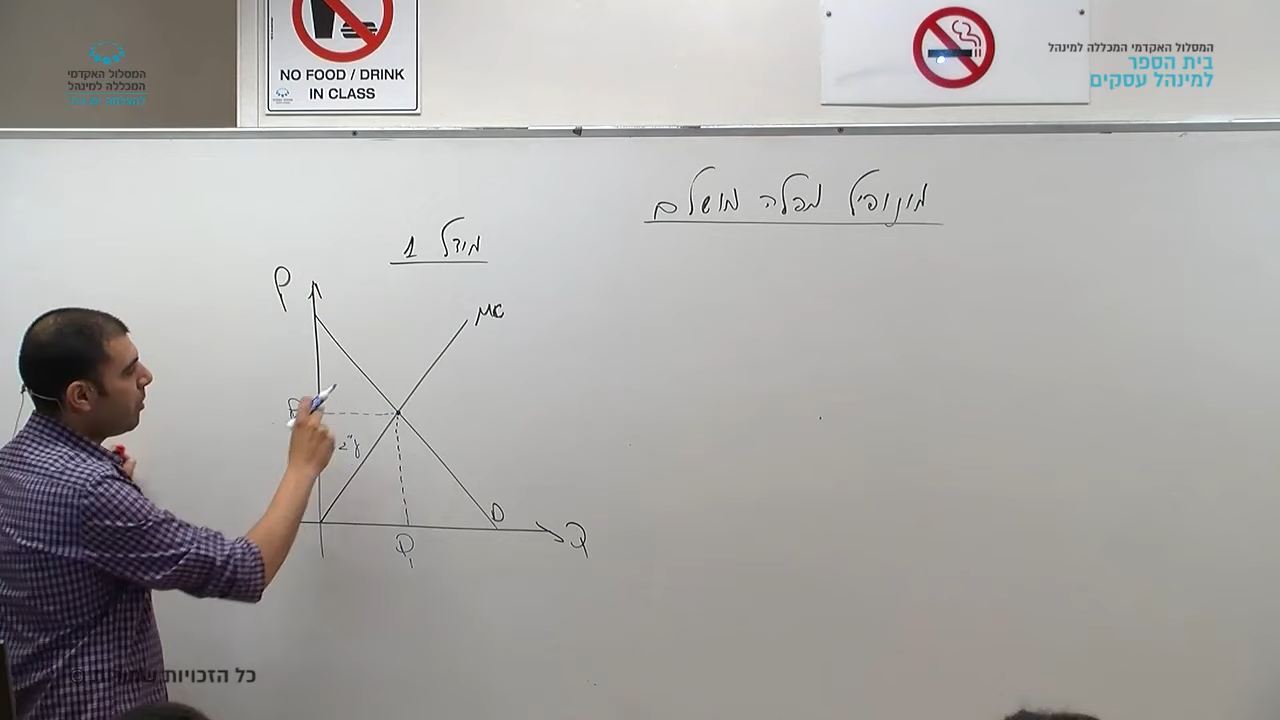 NO FOOD / DRINK
IN CLASS
המסלול האקדמי
המכללה למינהל
המסלול האקדמי המכללה למינהל
בית הספר
למינהל עסקים
מונופול מפלה מושלם
מודל 1
P
MC
D
Q
Q1
כל הזכויות שמורות ©